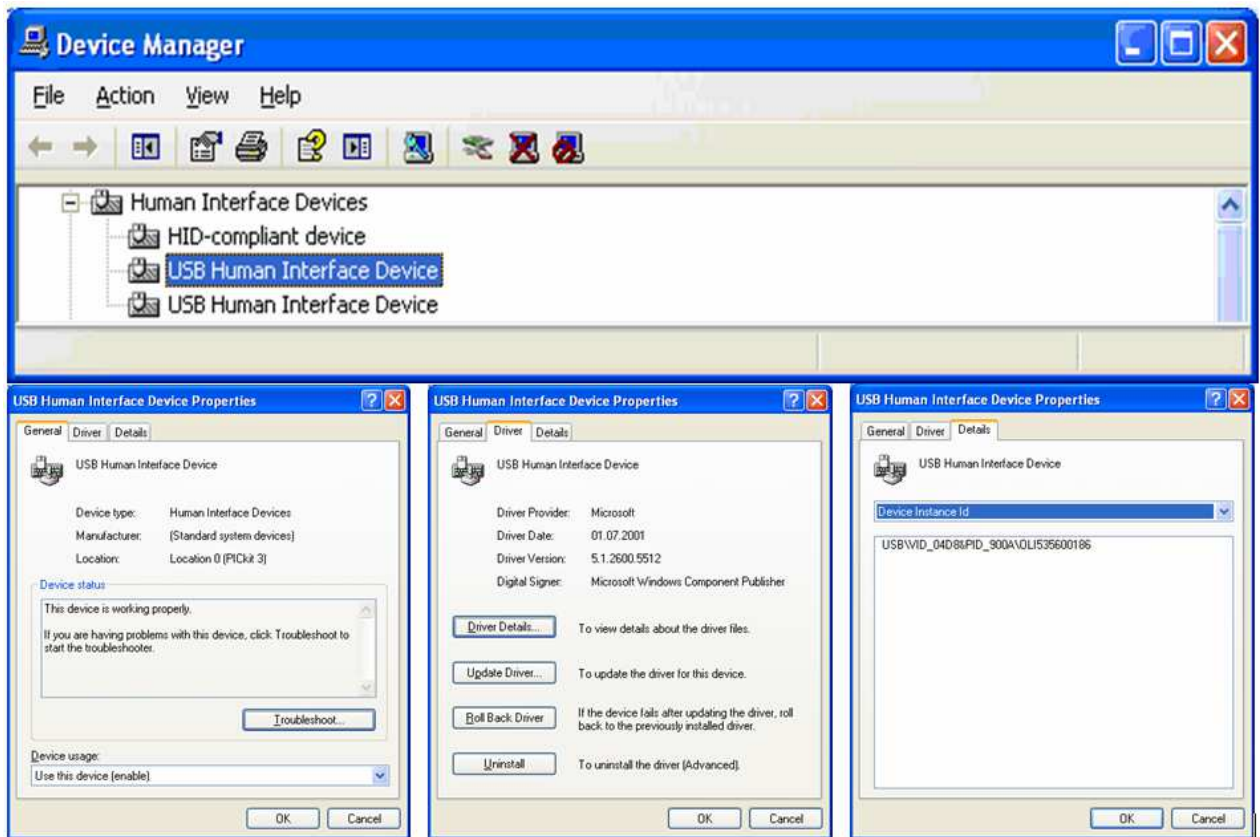 Device Manager
File Action View Help
Human Interface Devices
HID-compliant device
USB Human Interface Device
USB Human Interface Device
USB Human Interface Device Properties
General Driver Details
USB Human Interface Device
Device type: Human Interface Devices
Manufacturer: (Standard system devices)
Location: Location 0 (PICkit 3)
Device status
This device is working properly.
If you are having problems with this device, click Troubleshoot to
start the troubleshooter.
Troubleshoot...
Device usage:
Use this device (enable)
OK Cancel
USB Human Interface Device Properties
General Driver Details
USB Human Interface Device
Driver Provider: Microsoft
Driver Date: 01.07.2001
Driver Version: 5.1.2600.5512
Digital Signer: Microsoft Windows Component Publisher
Driver Details... To view details about the driver files.
Update Driver... To update the driver for this device.
Roll Back Driver If the device fails after updating the driver, roll
back to the previously installed driver.
Uninstall To uninstall the driver (Advanced).
OK Cancel
USB Human Interface Device Properties
General Driver Details
USB Human Interface Device
Device Instance Id
USB\VID_04D8&PID_900A\OLI535600186
OK Cancel